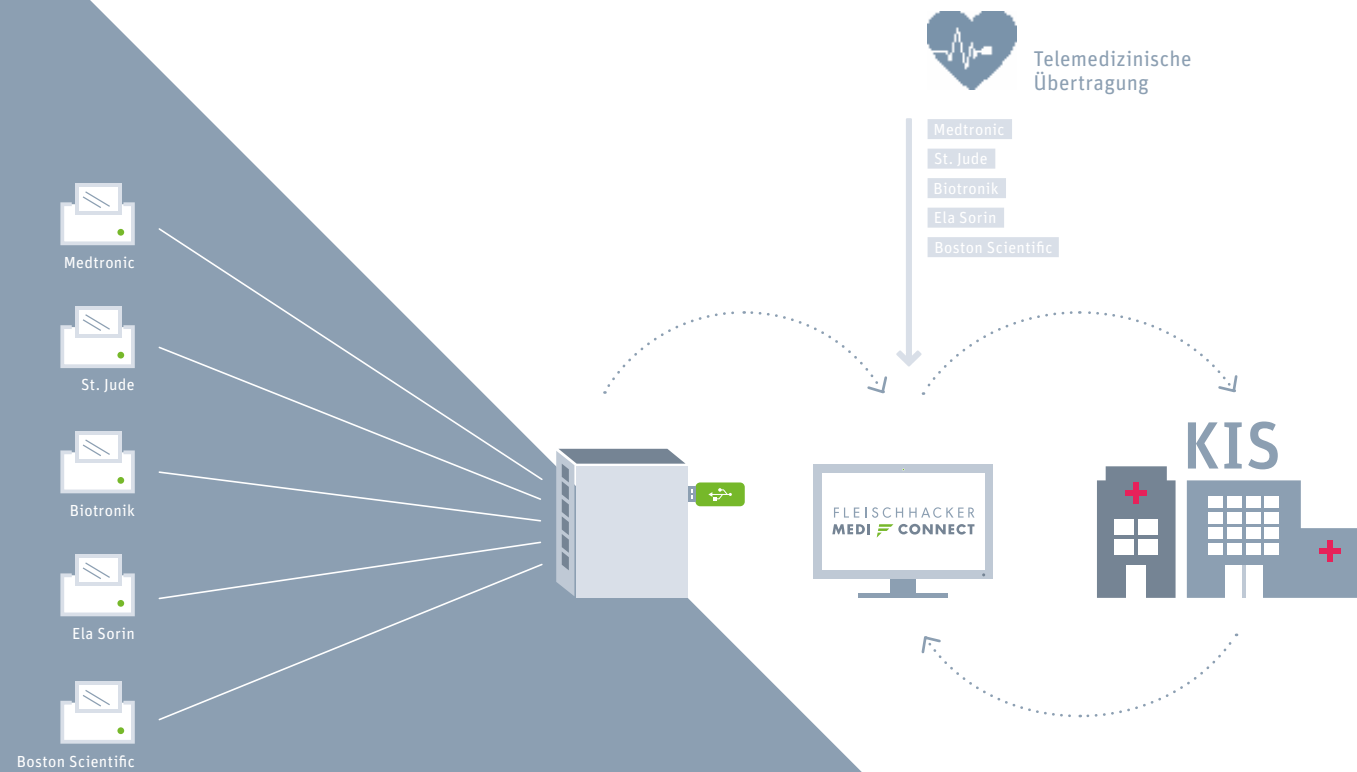 Telemedizinische
Übertragung
Medtronic
St. Jude
Biotronik
Ela Sorin
Boston Scientific
Medtronic
St. Jude
Biotronik
Ela Sorin
Boston Scientific
FLEISCHHACKER
MEDI CONNECT
KIS